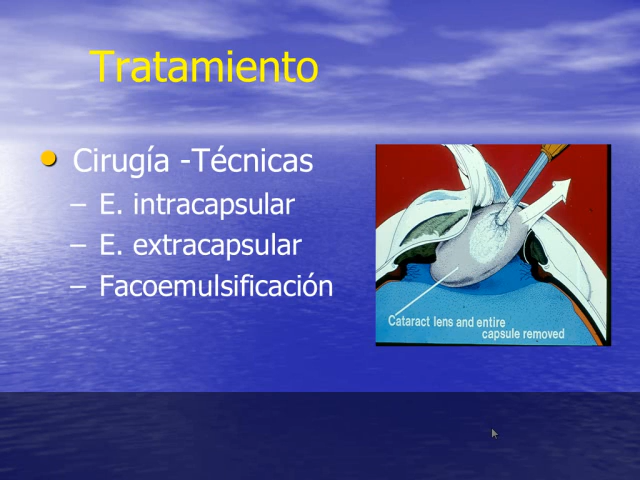 Tratamiento
• Cirugía -Técnicas
– E. intracapsular
– E. extracapsular
– Facoemulsificación
Cataract lens and entire
capsule removed